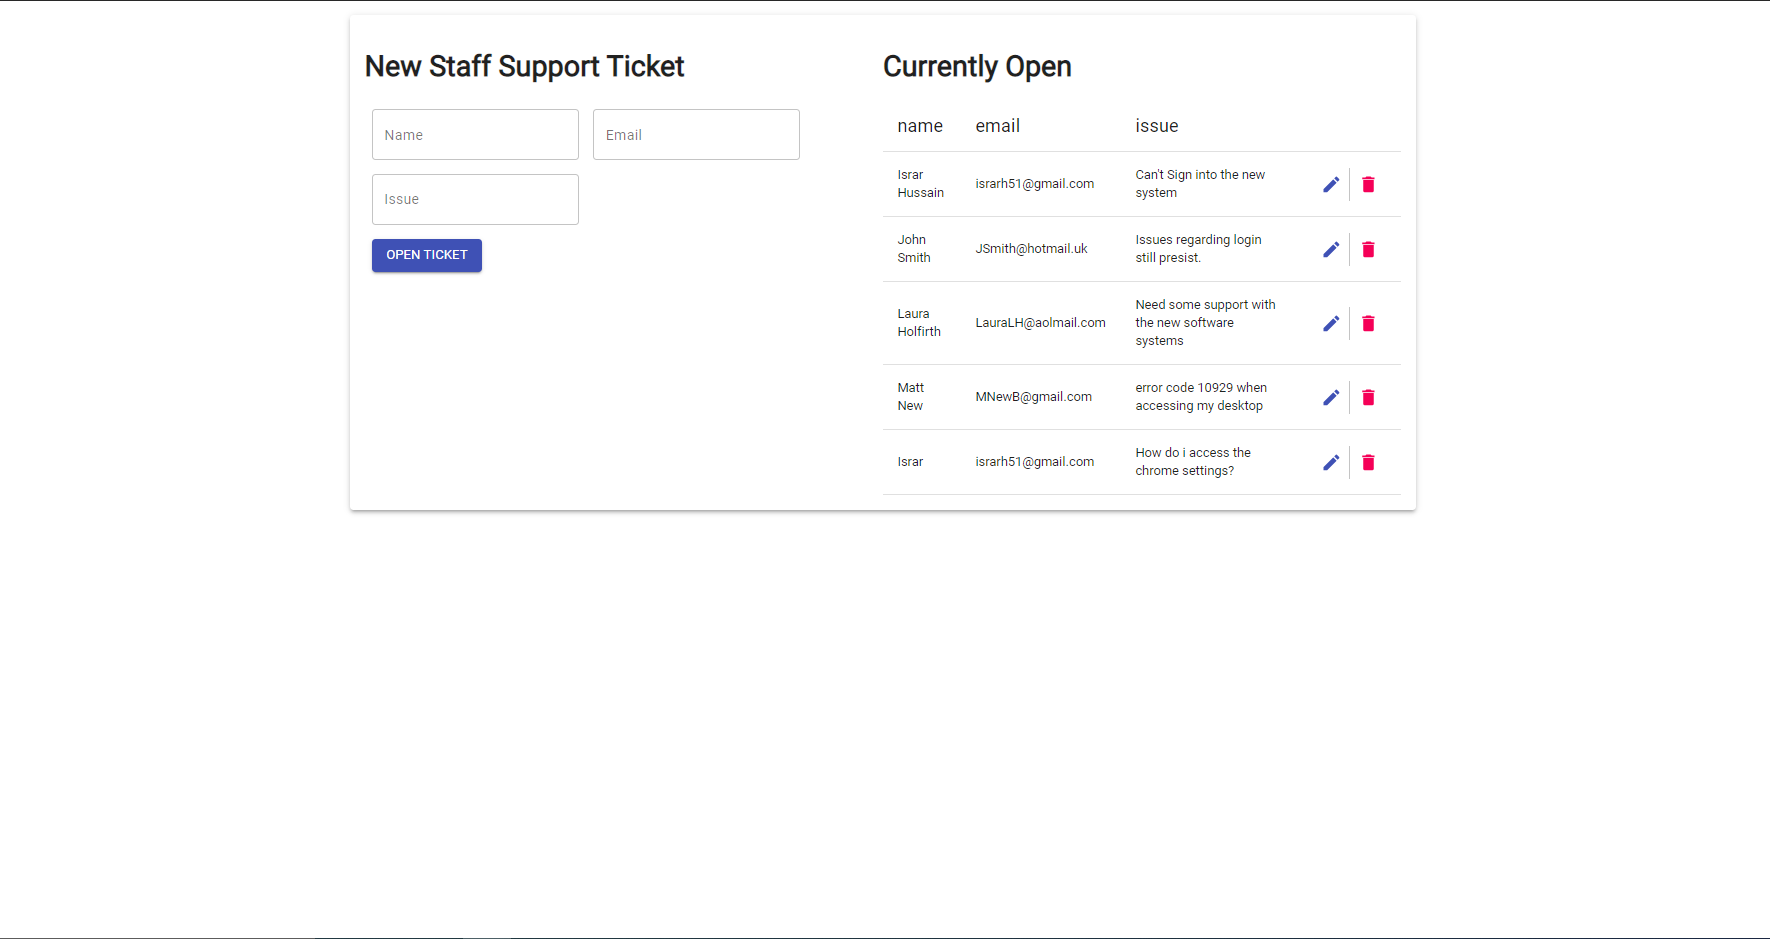 New Staff Support Ticket
Name
Email
Issue
OPEN TICKET
Currently Open
name email issue
Israr
Hussain
israrh51@gmail.com
Can't Sign into the new
system
John
Smith
JSmith@hotmail.uk
Issues regarding login
still presist.
Laura
Holfirth
LauraLH@aolmail.com
Need some support with
the new software
systems
Matt
New
MNewB@gmail.com
error code 10929 when
accessing my desktop
Israr
israrh51@gmail.com
How do i access the
chrome settings?